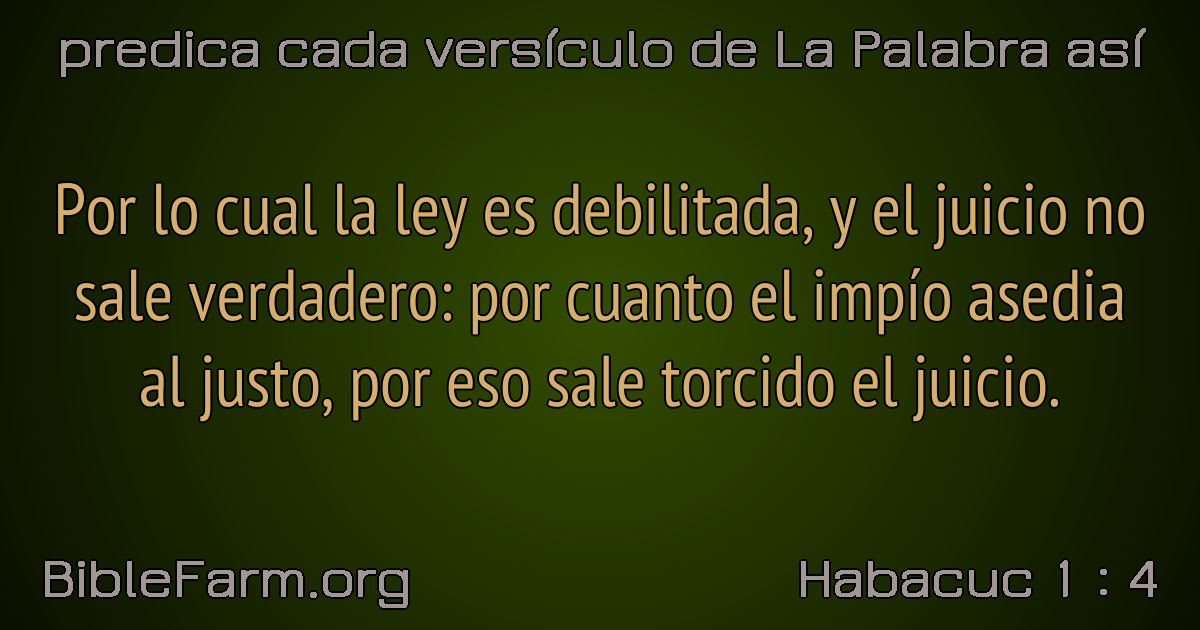 predica cada versículo de La Palabra así
Por lo cual la ley es debilitada, y el juicio no
sale verdadero: por cuanto el impío asedia
al justo, por eso sale torcido el juicio.
BibleFarm.org
Habacuc 1 : 4